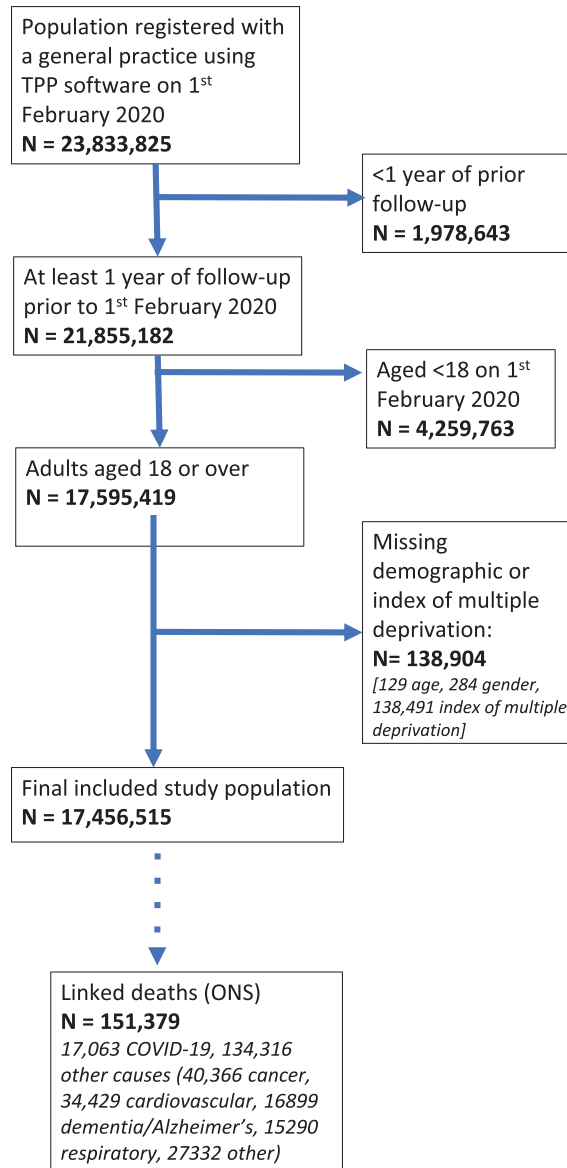 Population registered with
a general practice using
TPP software on 1st
February 2020
N = 23,833,825
<1 year of prior
follow-up
N = 1,978,643
At least 1 year of follow-up
prior to 1st February 2020
N = 21,855,182
Aged <18 on 1st
February 2020
N = 4,259,763
Adults aged 18 or over
N = 17,595,419
Missing
demographic or
index of multiple
deprivation:
N= 138,904
[129 age, 284 gender,
138,491 index of multiple
deprivation]
Final included study population
N = 17,456,515
Linked deaths (ONS)
N = 151,379
17,063 COVID-19, 134,316
other causes (40,366 cancer,
34,429 cardiovascular, 16899
dementia/Alzheimer's, 15290
respiratory, 27332 other)